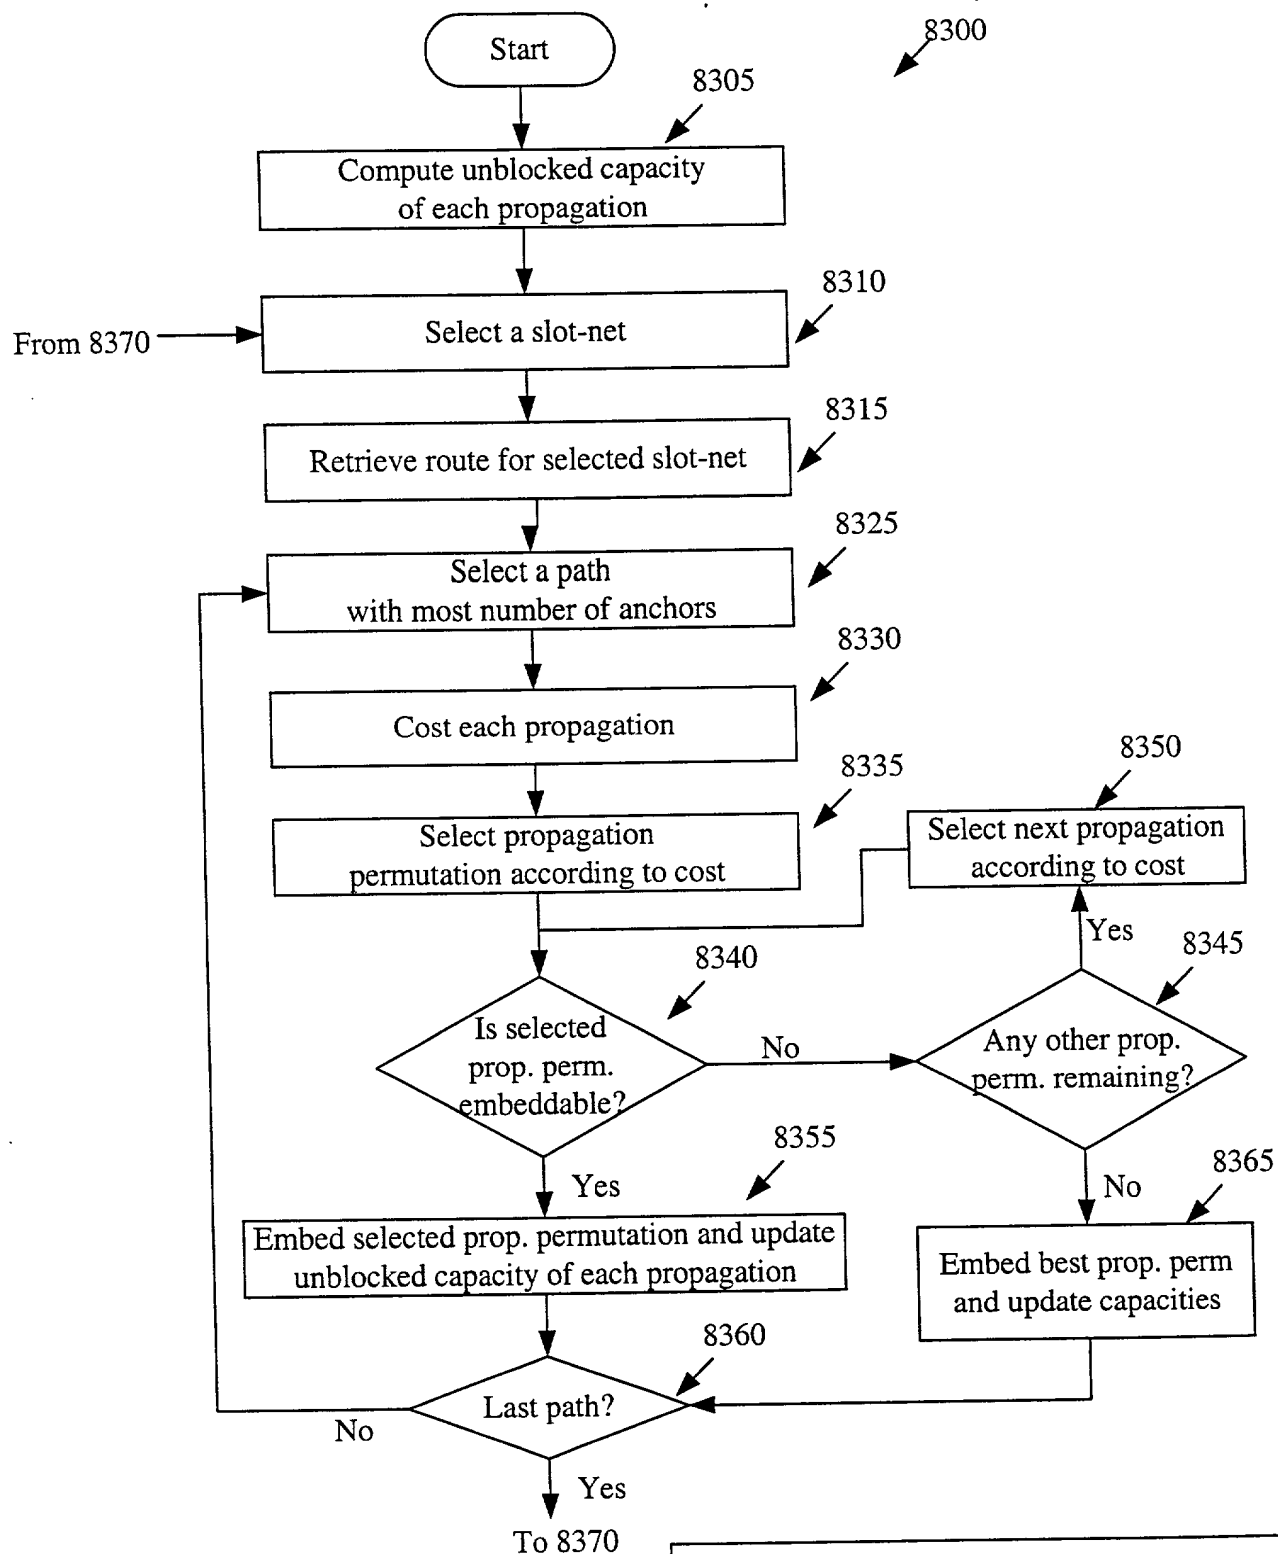 Start
8300
8305
Compute unblocked capacity
of each propagation
8310
From 8370
Select a slot-net
8315
Retrieve route for selected slot-net
8325
Select a path
with most number of anchors
8330
Cost each propagation
8335
Select propagation
permutation according to cost
8350
Select next propagation
according to cost
Yes
8340
Is selected
prop. perm.
embeddable?
No
8345
Any other prop.
perm. remaining?
8355
Yes
Embed selected prop. permutation and update
unblocked capacity of each propagation
8365
No
Embed best prop. perm
and update capacities
8360
Last path?
No
Yes
To 8370